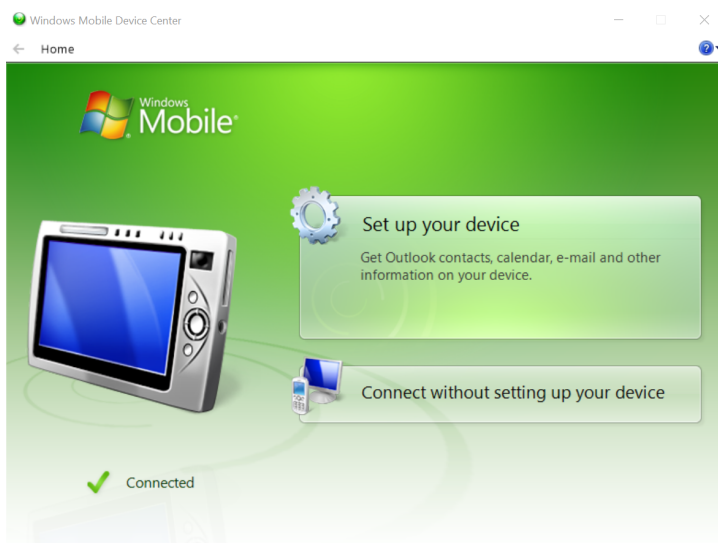 Windows Mobile Device Center
Home
Windows
Mobile®
Set up your device
Get Outlook contacts, calendar, e-mail and other
information on your device.
Connect without setting up your device
Connected